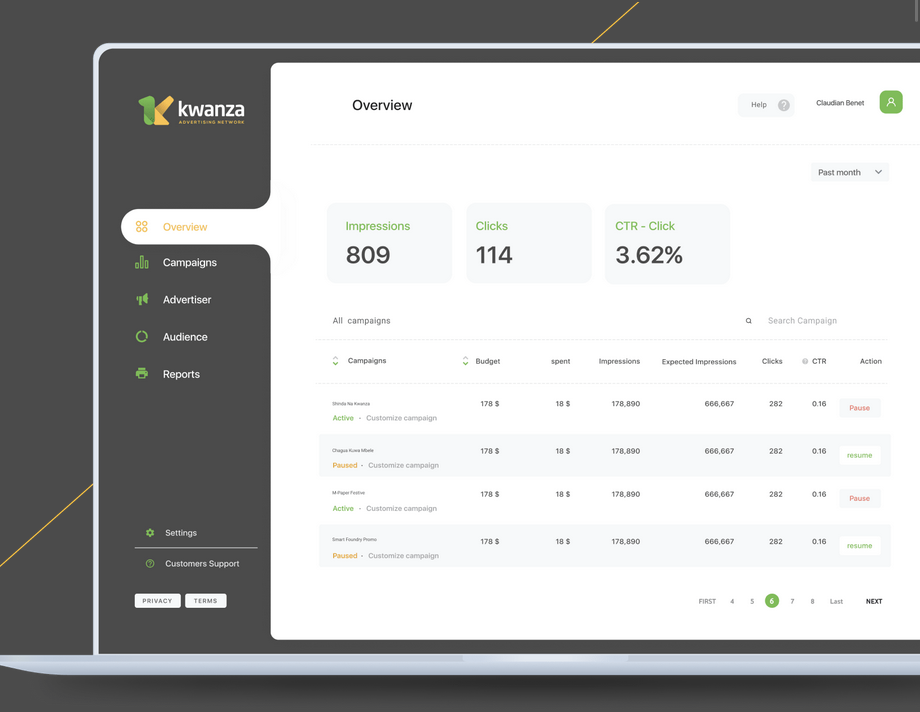 kwanza
ADVERTISING NETWORK
Overview
Help ?
Claudian Benet
Past month
Overview
Campaigns
Advertiser
Audience
Reports
Settings
Customers Support
PRIVACY TERMS
Impressions
809
Clicks
114
CTR - Click
3.62%
All campaigns
Search Campaign
Campaigns Budget spent Impressions Expected Impressions Clicks CTR Action
Shinda Na Kwanza
Active - Customize campaign
178 $ 18 $ 178,890 666,667 282 0.16 Pause
Chagua Kuwa Mbele
Paused - Customize campaign
178 $ 18 $ 178,890 666,667 282 0.16 resume
M-Paper Festive
Active - Customize campaign
178 $ 18 $ 178,890 666,667 282 0.16 Pause
Smart Foundry Promo
Paused - Customize campaign
178 $ 18 $ 178,890 666,667 282 0.16 resume
FIRST 4 5 6 7 8 Last NEXT